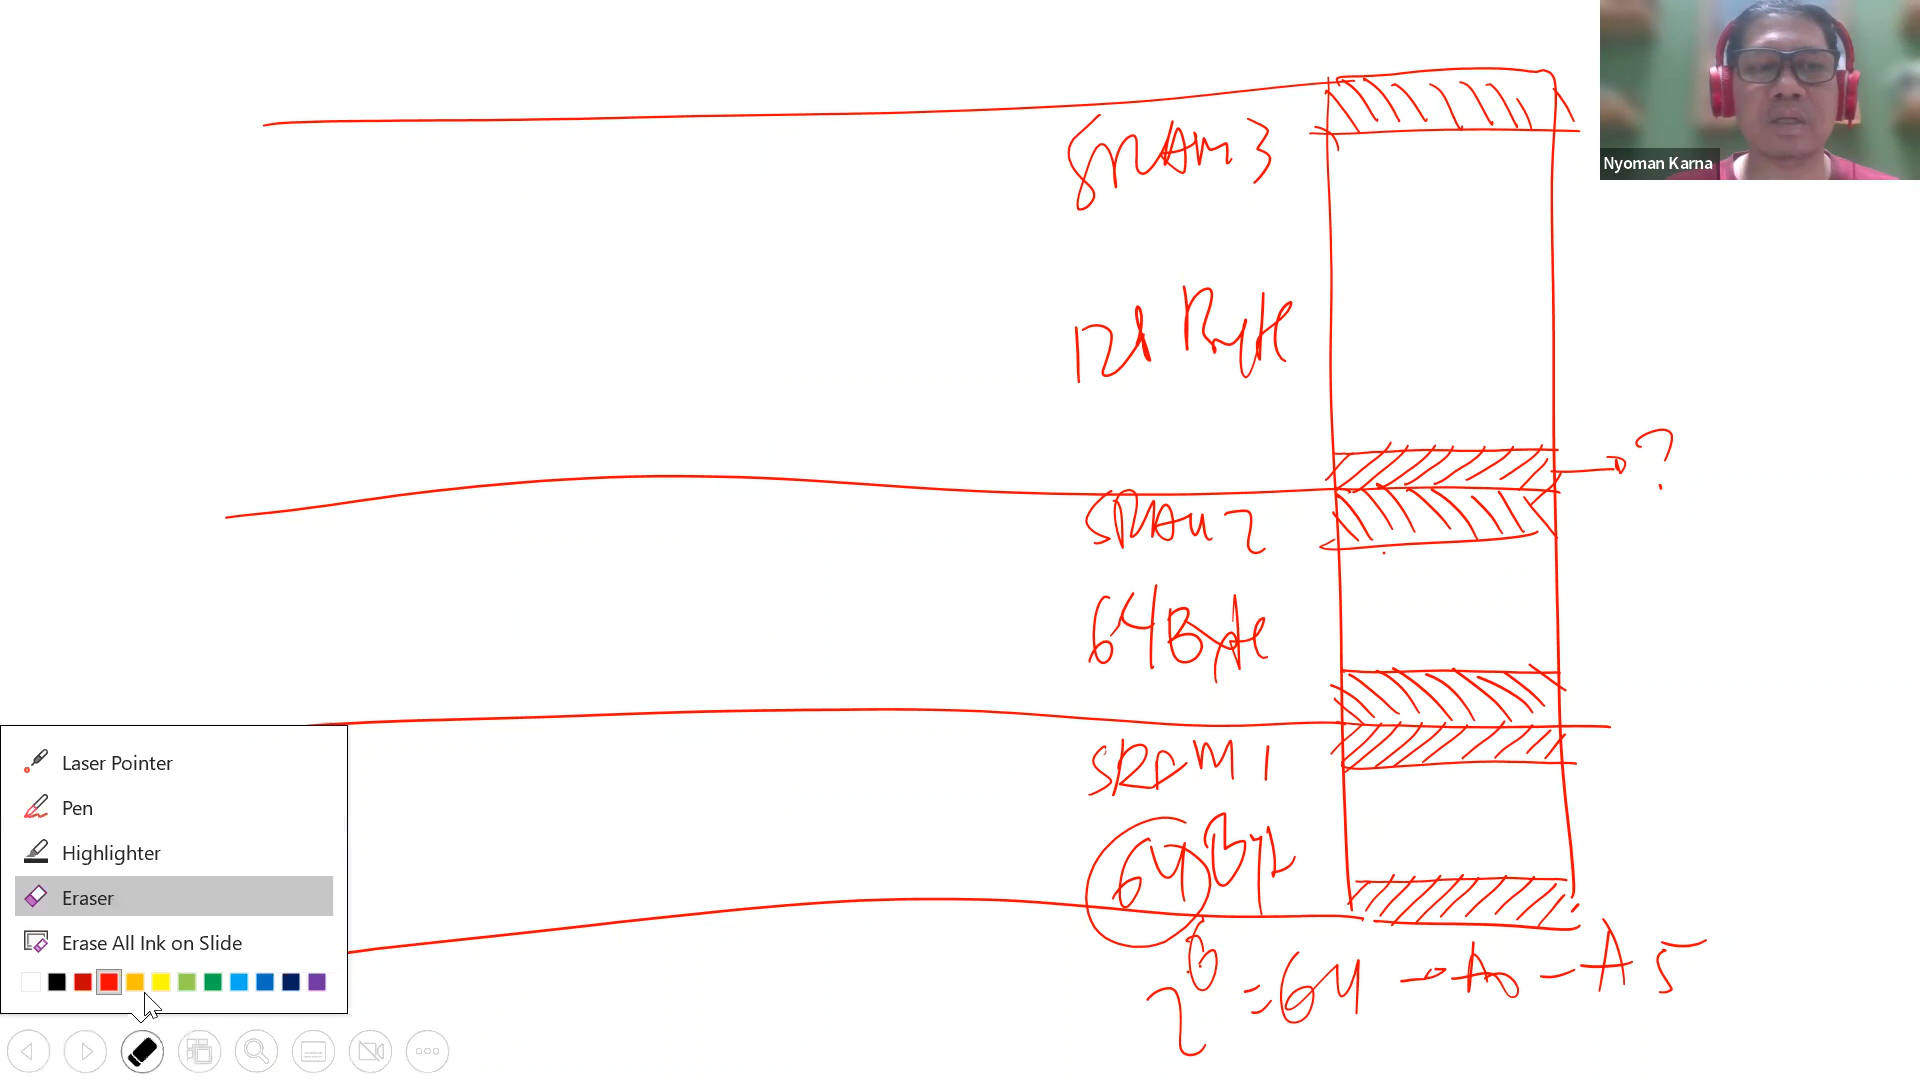 SRAM 3
Nyoman Karna
128 Byte
?
SRAM 2
64 Byte
SRAM 1
64 Byte
2^6 = 64 → A0 – A5
Laser Pointer
Pen
Highlighter
Eraser
Erase All Ink on Slide